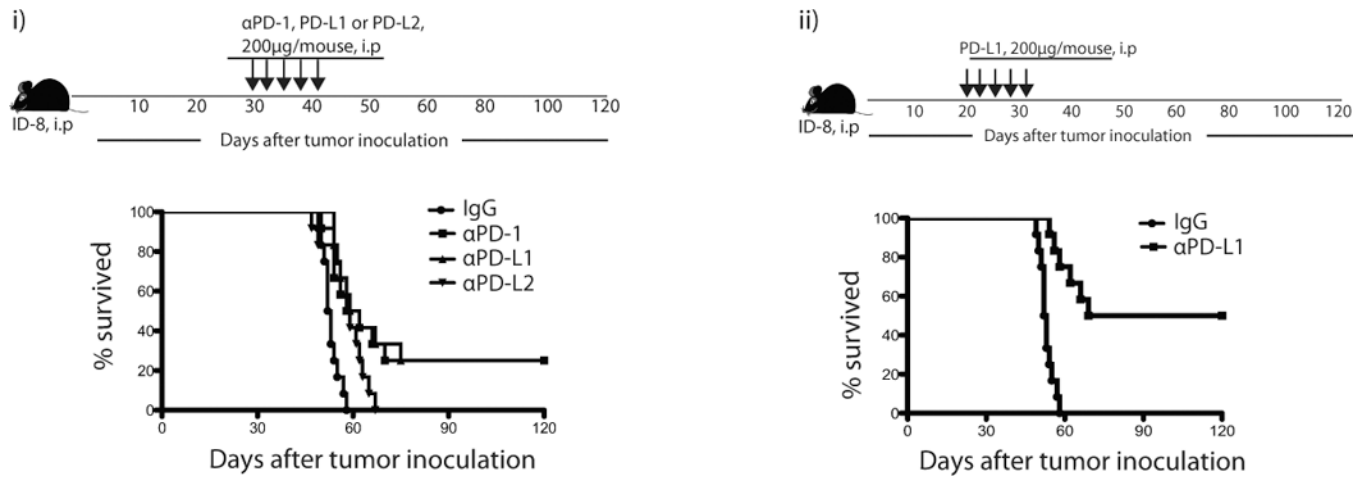 i)
αPD-1, PD-L1 or PD-L2,
200µg/mouse, i.p
10 20 30 40 50 60 80 100 120
ID-8, i.p
Days after tumor inoculation
100
80
60
40
20
0
% survived
IgG
αPD-1
αPD-L1
αPD-L2
0 30 60 90 120
Days after tumor inoculation
ii)
PD-L1, 200µg/mouse, i.p
10 20 30 40 50 60 80 100 120
ID-8, i.p
Days after tumor inoculation
100
80
60
40
20
0
% survived
IgG
αPD-L1
0 30 60 90 120
Days after tumor inoculation